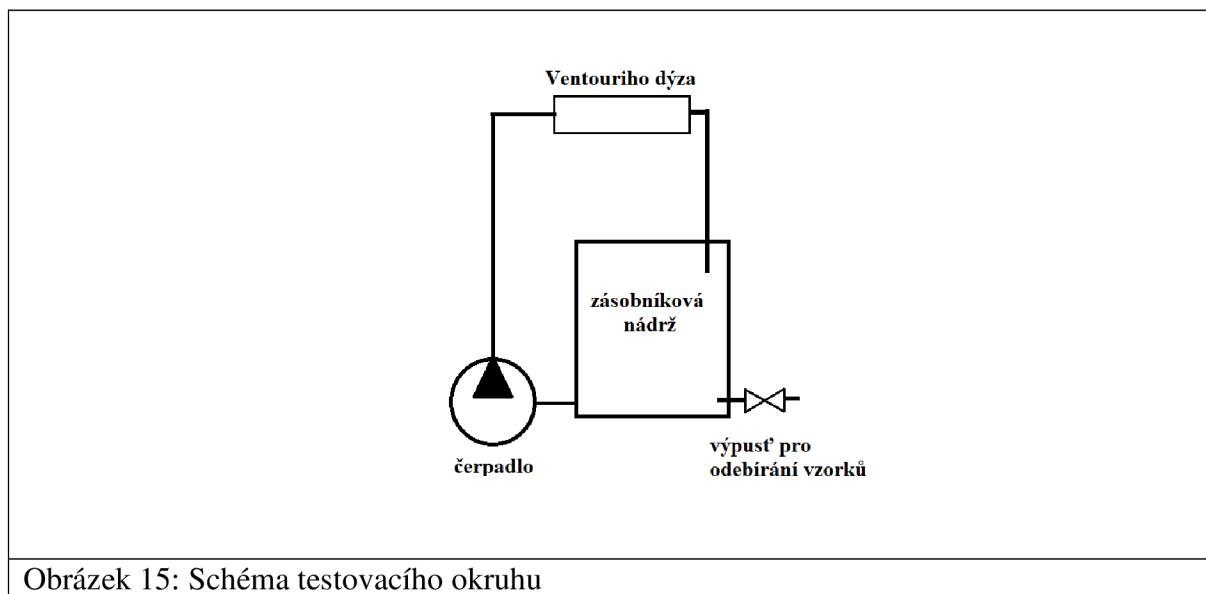 Ventouriho dýza
zásobníková
nádrž
čerpadlo
výpusť pro
odebírání vzorků
Obrázek 15: Schéma testovacího okruhu